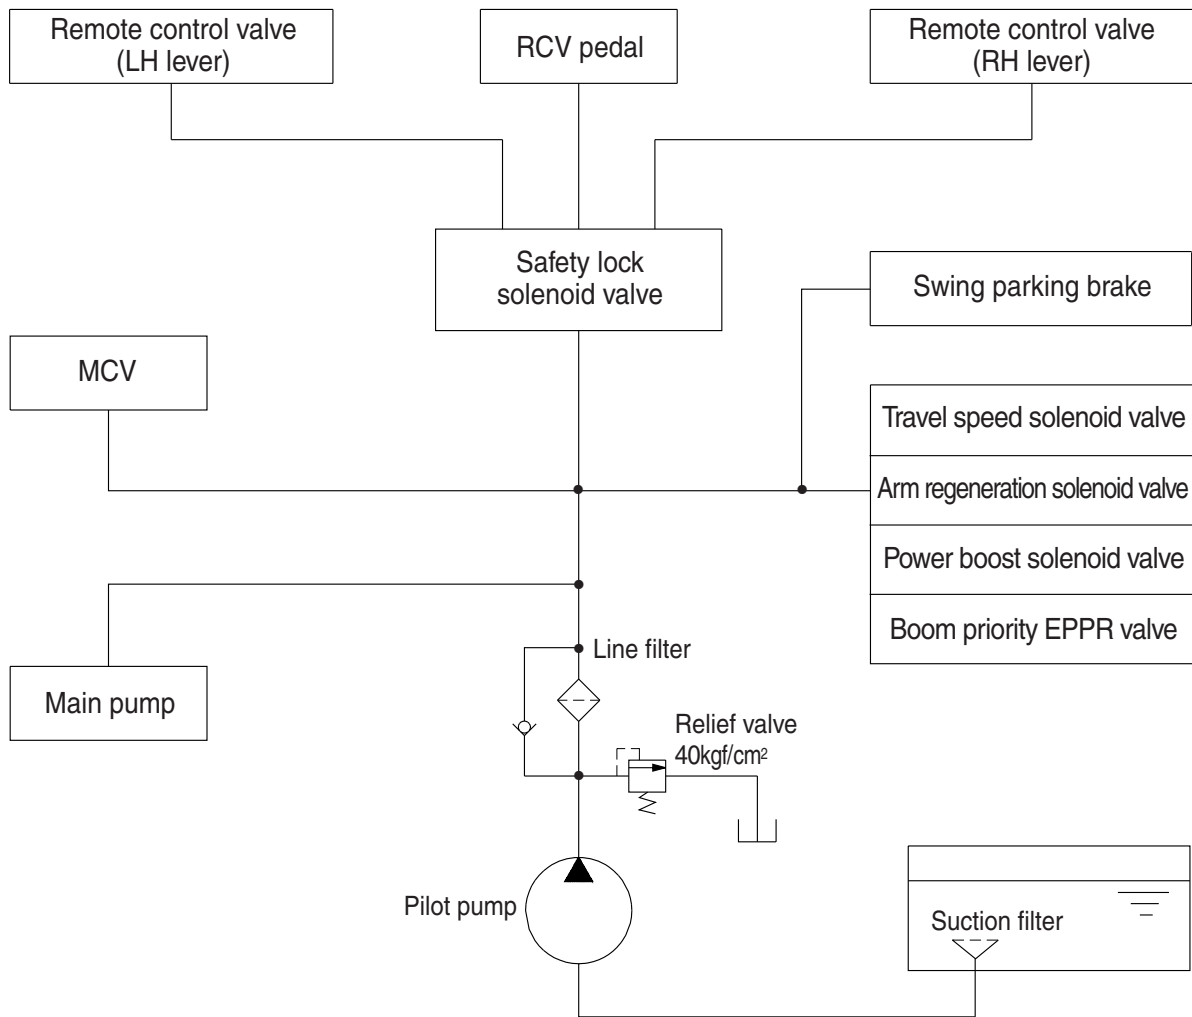 Remote control valve
(LH lever)
RCV pedal
Remote control valve
(RH lever)
Safety lock
solenoid valve
Swing parking brake
MCV
Travel speed solenoid valve
Arm regeneration solenoid valve
Power boost solenoid valve
Boom priority EPPR valve
Line filter
Main pump
Relief valve
40kgf/cm²
Pilot pump
Suction filter